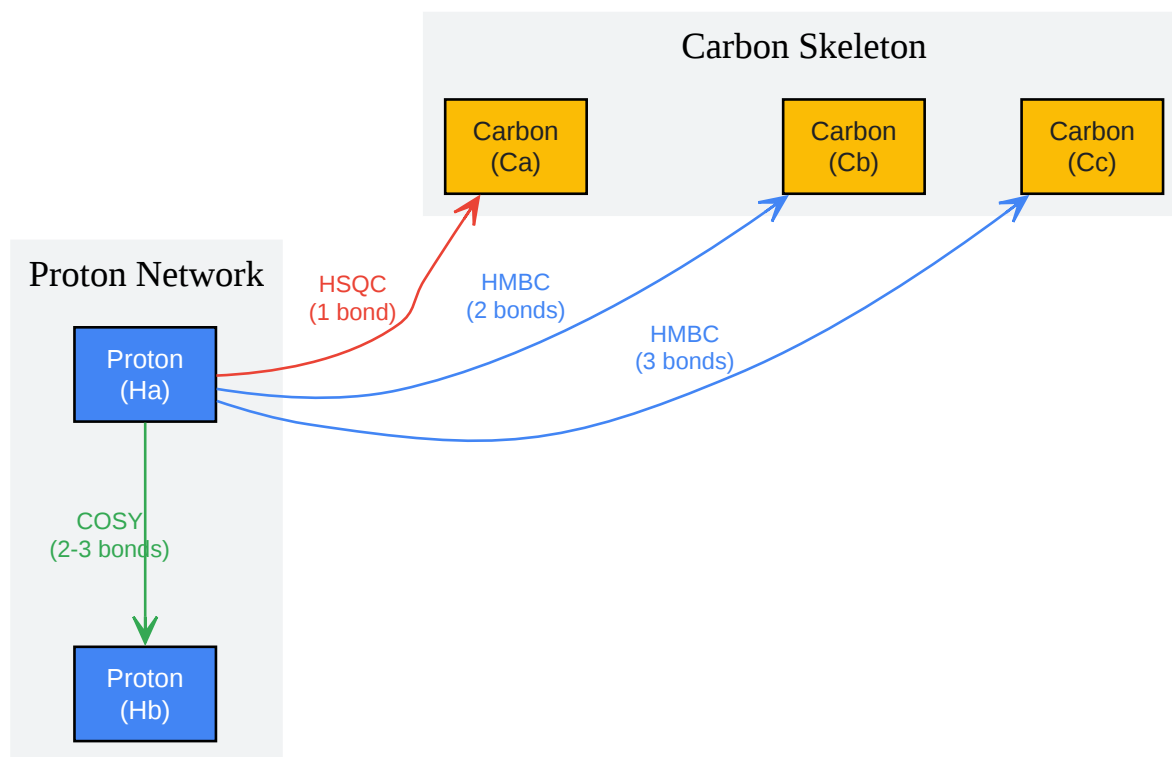 Carbon Skeleton
Carbon
(Ca)
Carbon
(Cb)
Carbon
(Cc)
Proton Network
HSQC
(1 bond)
HMBC
(2 bonds)
HMBC
(3 bonds)
Proton
(Ha)
COSY
(2-3 bonds)
Proton
(Hb)